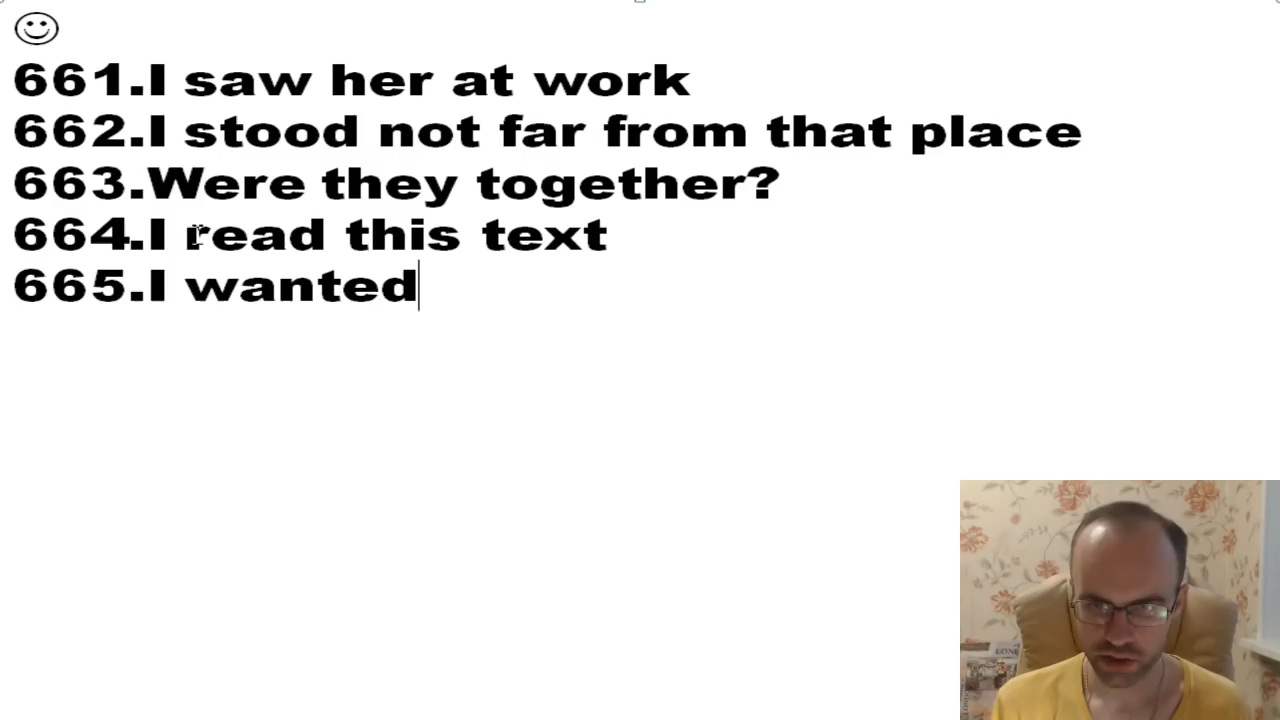 661.I saw her at work
662.I stood not far from that place
663.Were they together?
664.I read this text
665.I wanted